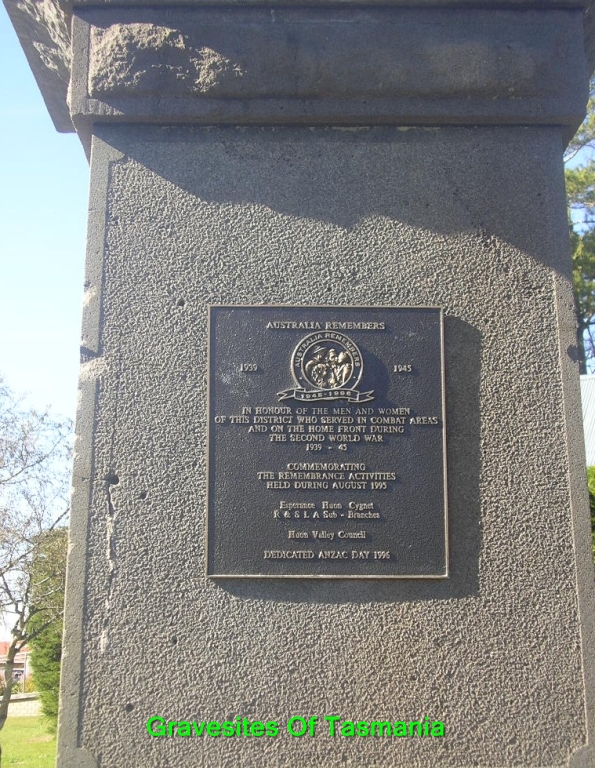 AUSTRALIA REMEMBERS
AUSTRALIA REMEMBERS
1939 1945
1945-1995
IN HONOUR OF THE MEN AND WOMEN
OF THIS DISTRICT WHO SERVED IN COMBAT AREAS
AND ON THE HOME FRONT DURING
THE SECOND WORLD WAR
1939 - 45
COMMEMORATING
THE REMEMBRANCE ACTIVITIES
HELD DURING AUGUST 1995
Esperance Huon Cygnet
R & S L A Sub - Branches
Huon Valley Council
DEDICATED ANZAC DAY 1996
Gravesites Of Tasmania